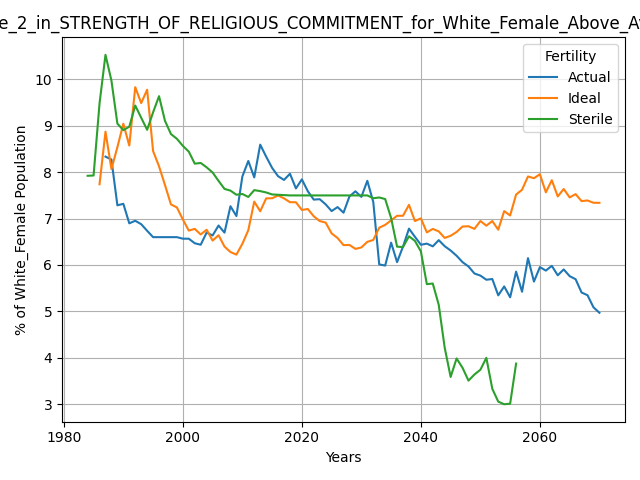 e_2_in_STRENGTH_OF_RELIGIOUS_COMMITMENT_for_White_Female_Above_A
Fertility
Actual
Ideal
Sterile
% of White_Female Population
10
9
8
7
6
5
4
3
1980 2000 2020 2040 2060
Years